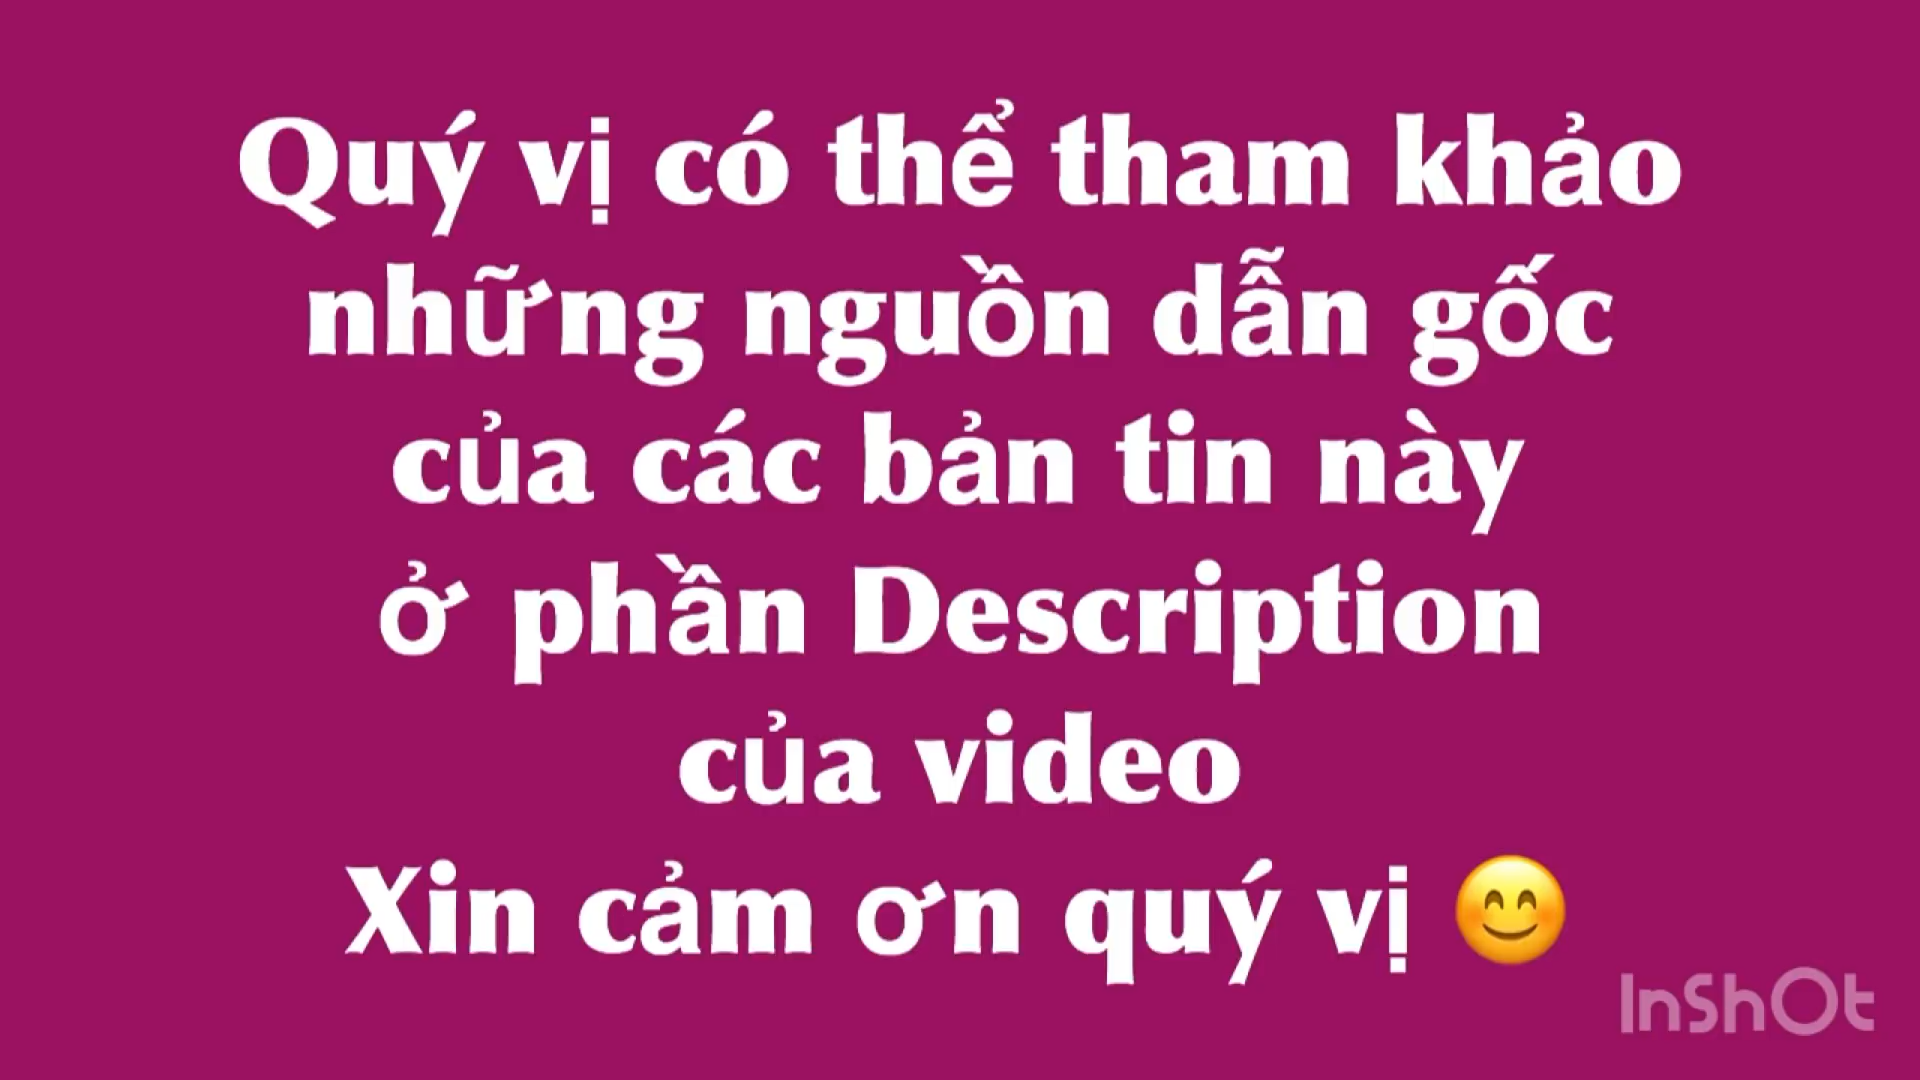 Quý vị có thể tham khảo
những nguồn dẫn gốc
của các bản tin này
ở phần Description
của video
Xin cảm ơn quý vị 😊
InShOt